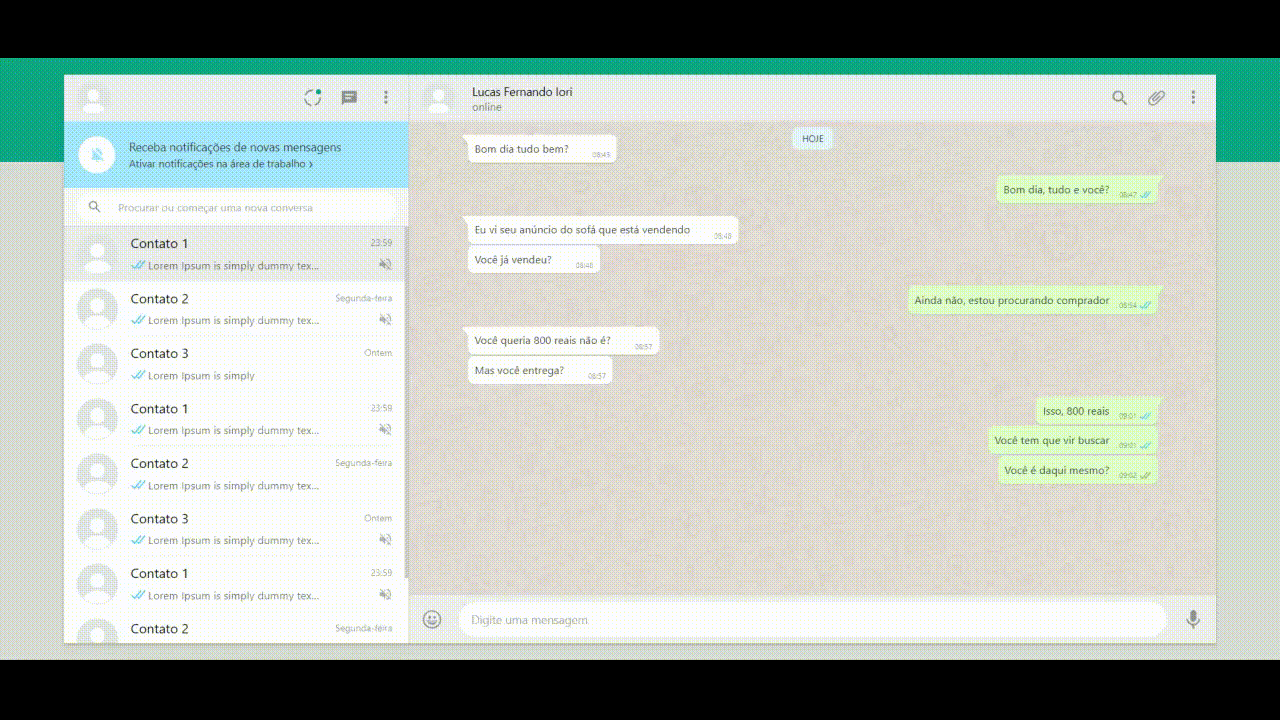 Lucas Fernando Iori
online
Receba notificações de novas mensagens
Ativar notificações na área de trabalho ›
Procurar ou começar uma nova conversa
Contato 1
23:59
Lorem Ipsum is simply dummy tex...
Contato 2
Segunda-feira
Lorem Ipsum is simply dummy tex...
Contato 3
Ontem
Lorem Ipsum is simply
Contato 1
23:59
Lorem Ipsum is simply dummy tex...
Contato 2
Segunda-feira
Lorem Ipsum is simply dummy tex...
Contato 3
Ontem
Lorem Ipsum is simply dummy tex...
Contato 1
23:59
Lorem Ipsum is simply dummy tex...
Contato 2
Segunda-feira
HOJE
Bom dia tudo bem?
Bom dia, tudo e você?
08:47
Eu vi seu anúncio do sofá que está vendendo
Você já vendeu?
Ainda não, estou procurando comprador
08:54
Você queria 800 reais não é?
08:57
Mas você entrega?
08:57
Isso, 800 reais
09:01
Você tem que vir buscar
09:01
Você é daqui mesmo?
09:02
Digite uma mensagem